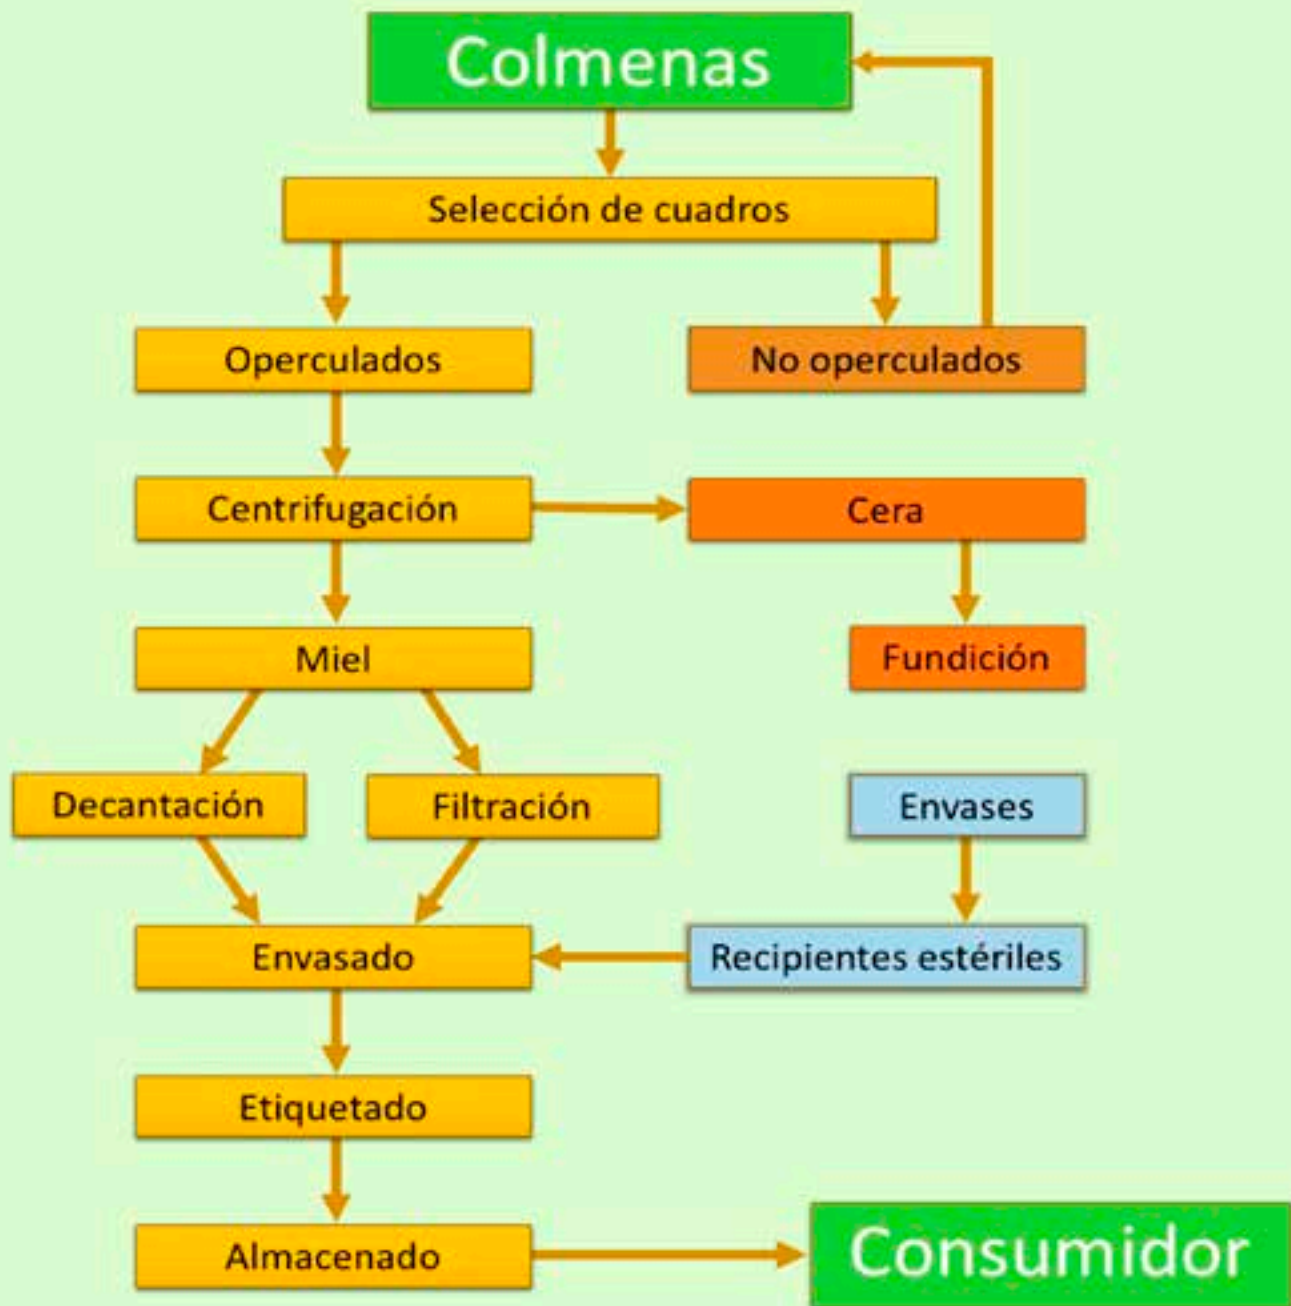 Colmenas
Selección de cuadros
Operculados
No operculados
Centrifugación
Cera
Miel
Fundición
Decantación
Filtración
Envases
Envasado
Recipientes estériles
Etiquetado
Almacenado
Consumidor